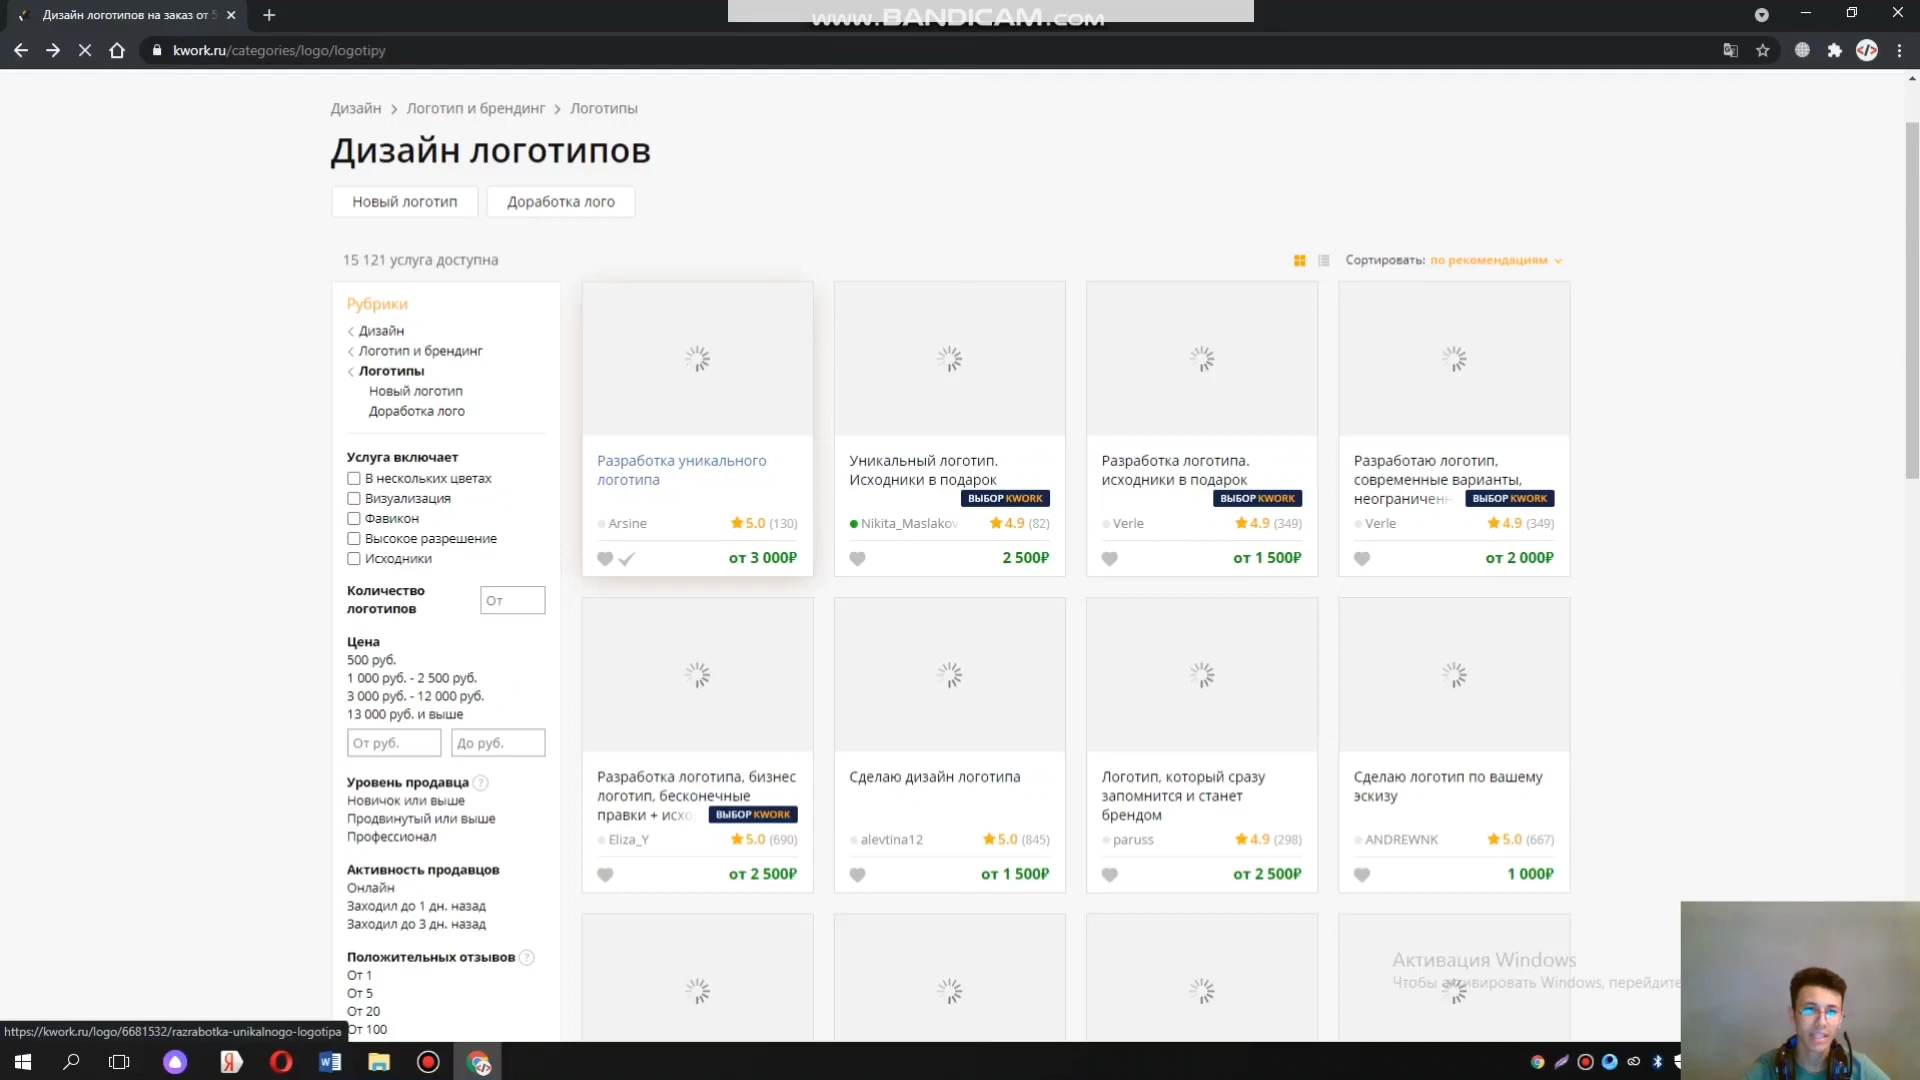 Дизайн логотипов на заказ от 5
www.BANDICAM.com
kwork.ru/categories/logo/logotipy
Дизайн > Логотип и брендинг > Логотипы
Дизайн логотипов
Новый логотип
Доработка лого
15 121 услуга доступна
Сортировать: по рекомендациям
Рубрики
Дизайн
Логотип и брендинг
Логотипы
Новый логотип
Доработка лого
Услуга включает
В нескольких цветах
Визуализация
Фавикон
Высокое разрешение
Исходники
Количество
логотипов
От
Цена
500 руб.
1 000 руб. - 2 500 руб.
3 000 руб. - 12 000 руб.
13 000 руб. и выше
От руб.
До руб.
Уровень продавца ?
Новичок или выше
Продвинутый или выше
Профессионал
Активность продавцов
Онлайн
Заходил до 1 дн. назад
Заходил до 3 дн. назад
Положительных отзывов ?
От 1
От 5
От 20
От 100
Разработка уникального
логотипа
Arsine 5.0 (130)
от 3 000₽
Уникальный логотип.
Исходники в подарок
ВЫБОР KWORK
Nikita_Maslakov 4.9 (82)
2 500₽
Разработка логотипа.
исходники в подарок
ВЫБОР KWORK
Verle 4.9 (349)
от 1 500₽
Разработаю логотип,
современные варианты,
неограниченн ВЫБОР KWORK
Verle 4.9 (349)
от 2 000₽
Разработка логотипа, бизнес
логотип, бесконечные
правки + исхо ВЫБОР KWORK
Eliza_Y 5.0 (690)
от 2 500₽
Сделаю дизайн логотипа
alevtina12 5.0 (845)
от 1 500₽
Логотип, который сразу
запомнится и станет
брендом
paruss 4.9 (298)
от 2 500₽
Сделаю логотип по вашему
эскизу
ANDREWNK 5.0 (667)
1 000₽
Активация Windows
Чтобы активировать Windows, перейдите
https://kwork.ru/logo/6681532/razrabotka-unikalnogo-logotipa